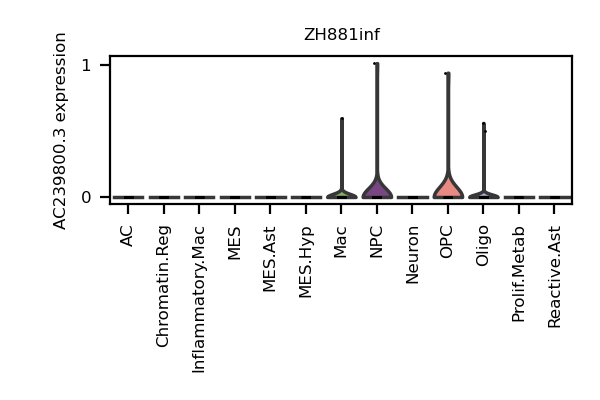 ZH881inf
AC239800.3 expression
1
0
AC
Chromatin.Reg
Inflammatory.Mac
MES
MES.Ast
MES.Hyp
Mac
NPC
Neuron
OPC
Oligo
Prolif.Metab
Reactive.Ast